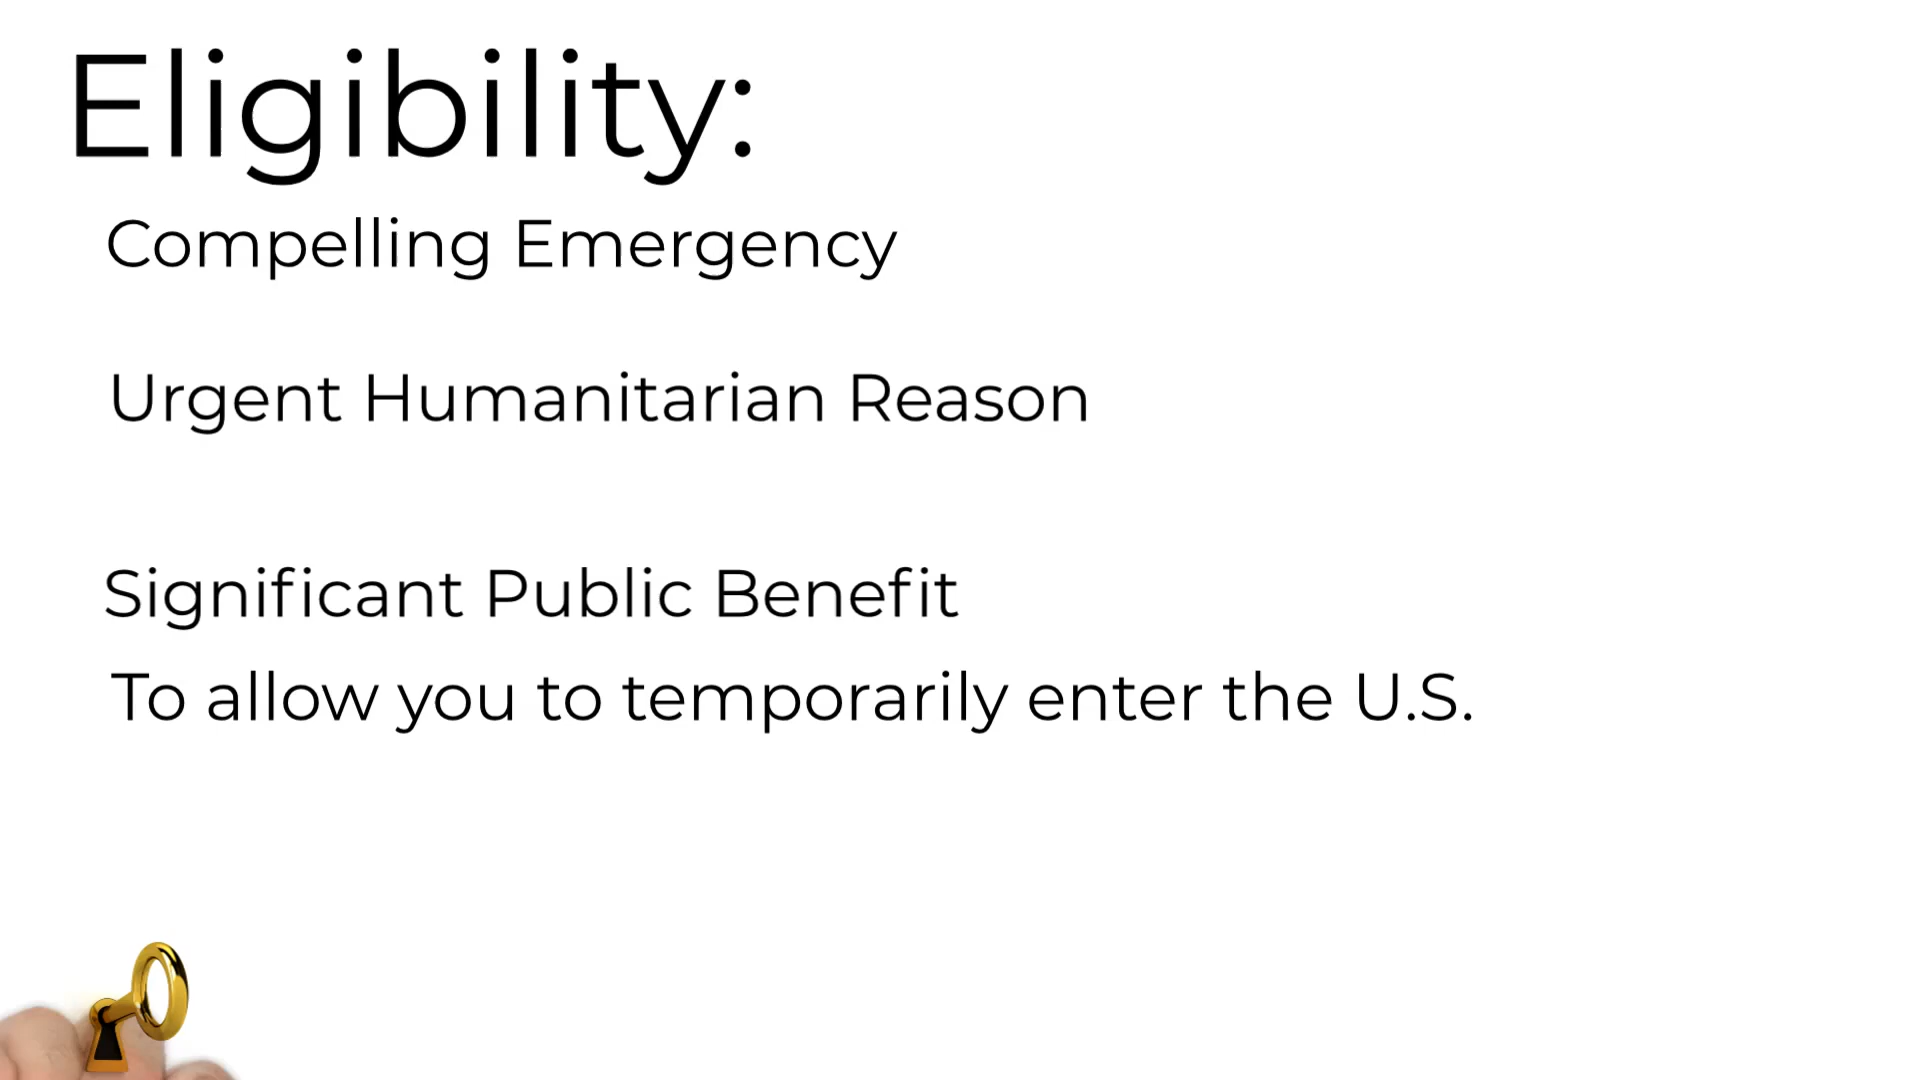 Eligibility:
Compelling Emergency
Urgent Humanitarian Reason
Significant Public Benefit
To allow you to temporarily enter the U.S.